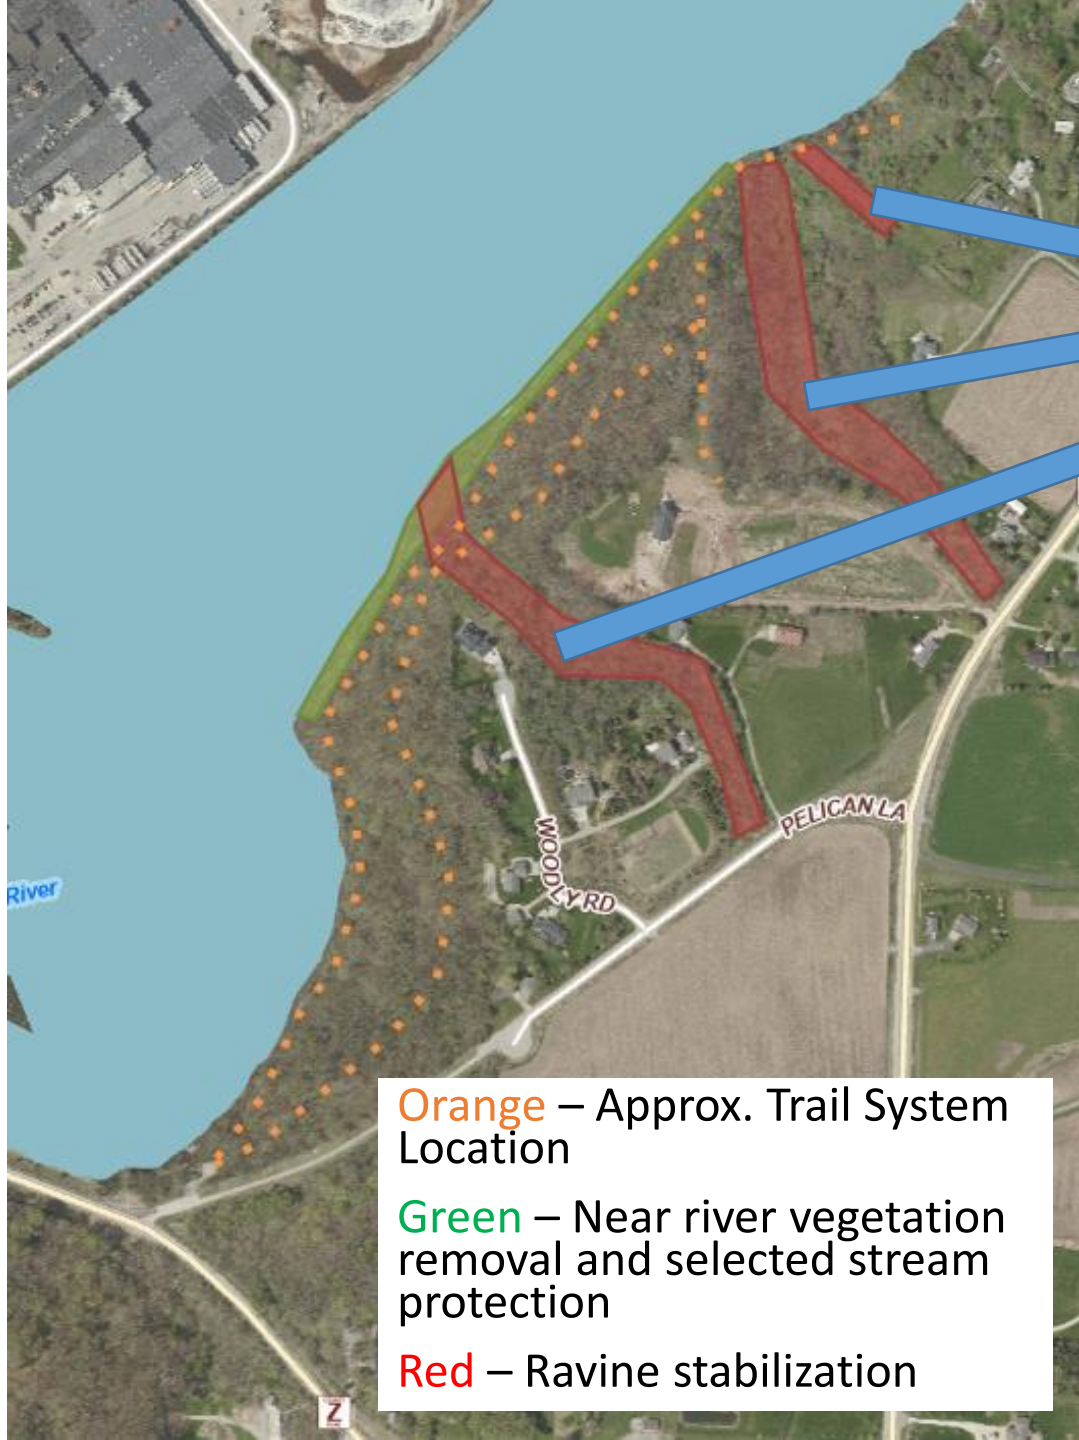 PELICAN LA
WOODLY RD
River
Orange – Approx. Trail System
Location
Green – Near river vegetation
removal and selected stream
protection
Red – Ravine stabilization
Z